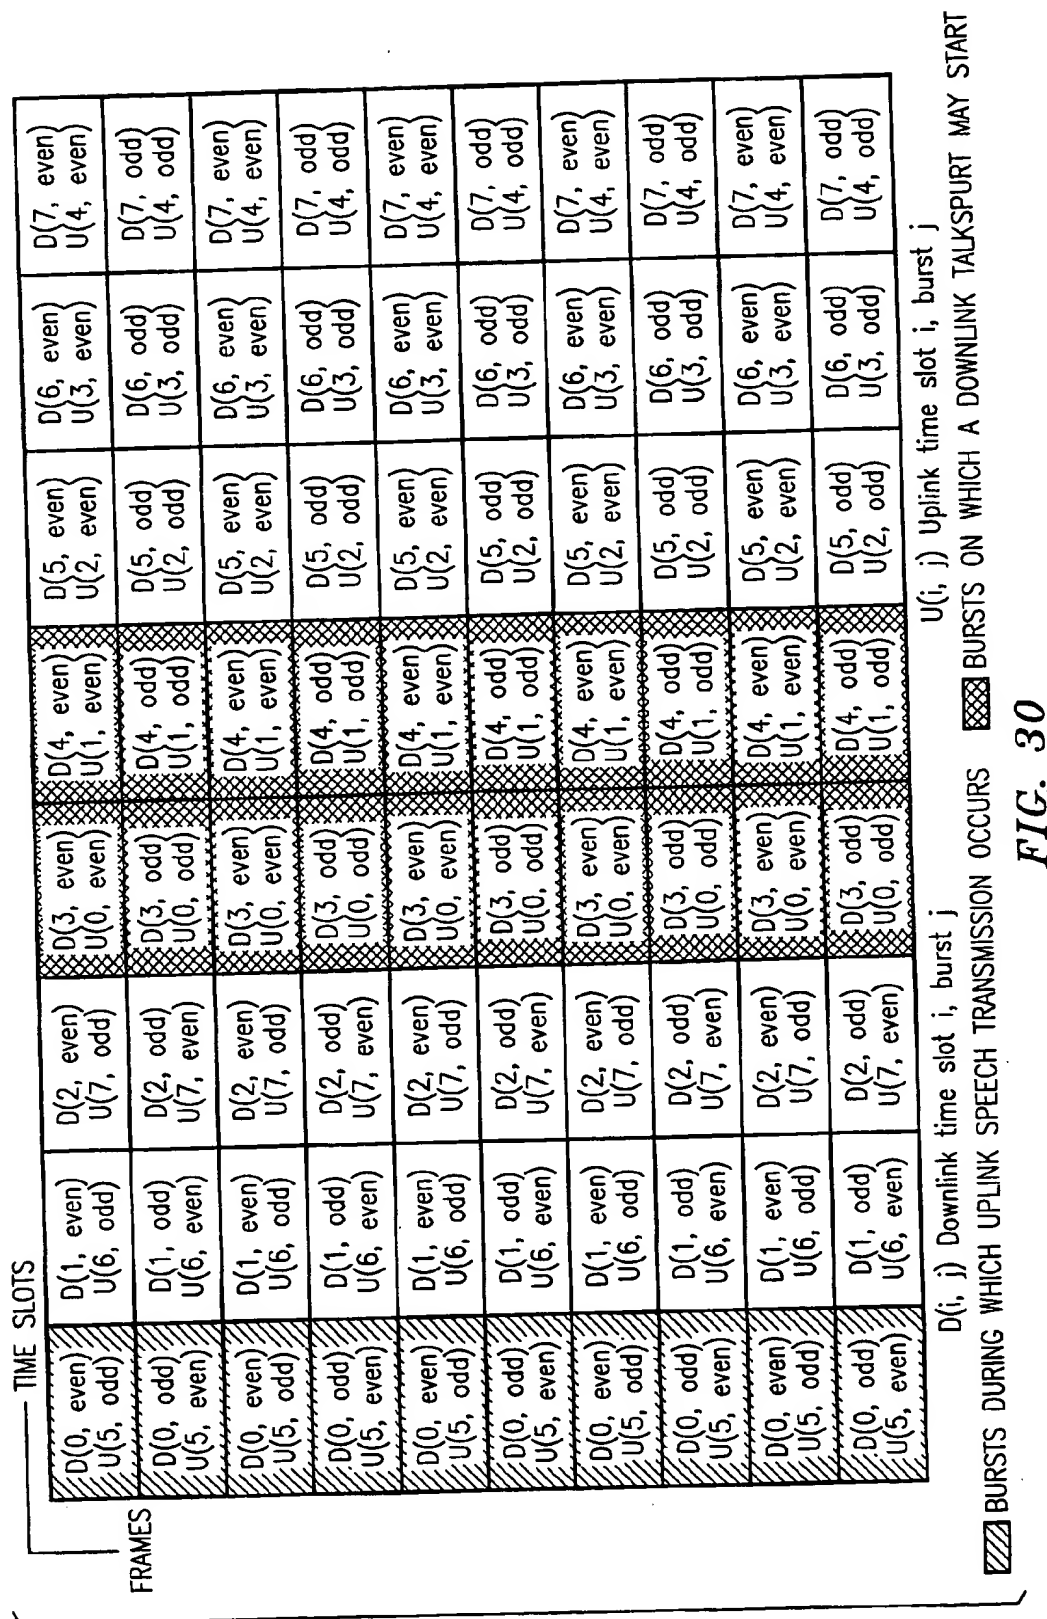 TIME SLOTS
FRAMES
D(0, even) D(1, even) D(2, even) D(3, even) D(4, even) D(5, even) D(6, even) D(7, even)
U(5, odd) U(6, odd) U(7, odd) U(0, even) U(1, even) U(2, even) U(3, even) U(4, even)
D(0, odd) D(1, odd) D(2, odd) D(3, odd) D(4, odd) D(5, odd) D(6, odd) D(7, odd)
U(5, even) U(6, even) U(7, even) U(0, odd) U(1, odd) U(2, odd) U(3, odd) U(4, odd)
D(0, even) D(1, even) D(2, even) D(3, even) D(4, even) D(5, even) D(6, even) D(7, even)
U(5, odd) U(6, odd) U(7, odd) U(0, even) U(1, even) U(2, even) U(3, even) U(4, even)
D(0, odd) D(1, odd) D(2, odd) D(3, odd) D(4, odd) D(5, odd) D(6, odd) D(7, odd)
U(5, even) U(6, even) U(7, even) U(0, odd) U(1, odd) U(2, odd) U(3, odd) U(4, odd)
D(0, even) D(1, even) D(2, even) D(3, even) D(4, even) D(5, even) D(6, even) D(7, even)
U(5, odd) U(6, odd) U(7, odd) U(0, even) U(1, even) U(2, even) U(3, even) U(4, even)
D(0, odd) D(1, odd) D(2, odd) D(3, odd) D(4, odd) D(5, odd) D(6, odd) D(7, odd)
U(5, even) U(6, even) U(7, even) U(0, odd) U(1, odd) U(2, odd) U(3, odd) U(4, odd)
D(0, even) D(1, even) D(2, even) D(3, even) D(4, even) D(5, even) D(6, even) D(7, even)
U(5, odd) U(6, odd) U(7, odd) U(0, even) U(1, even) U(2, even) U(3, even) U(4, even)
D(0, odd) D(1, odd) D(2, odd) D(3, odd) D(4, odd) D(5, odd) D(6, odd) D(7, odd)
U(5, even) U(6, even) U(7, even) U(0, odd) U(1, odd) U(2, odd) U(3, odd) U(4, odd)
D(0, even) D(1, even) D(2, even) D(3, even) D(4, even) D(5, even) D(6, even) D(7, even)
U(5, odd) U(6, odd) U(7, odd) U(0, even) U(1, even) U(2, even) U(3, even) U(4, even)
D(0, odd) D(1, odd) D(2, odd) D(3, odd) D(4, odd) D(5, odd) D(6, odd) D(7, odd)
U(5, even) U(6, even) U(7, even) U(0, odd) U(1, odd) U(2, odd) U(3, odd) U(4, odd)
D(i, j) Downlink time slot i, burst j U(i, j) Uplink time slot i, burst j
BURSTS DURING WHICH UPLINK SPEECH TRANSMISSION OCCURS BURSTS ON WHICH A DOWNLINK TALKSPURT MAY START
FIG. 30